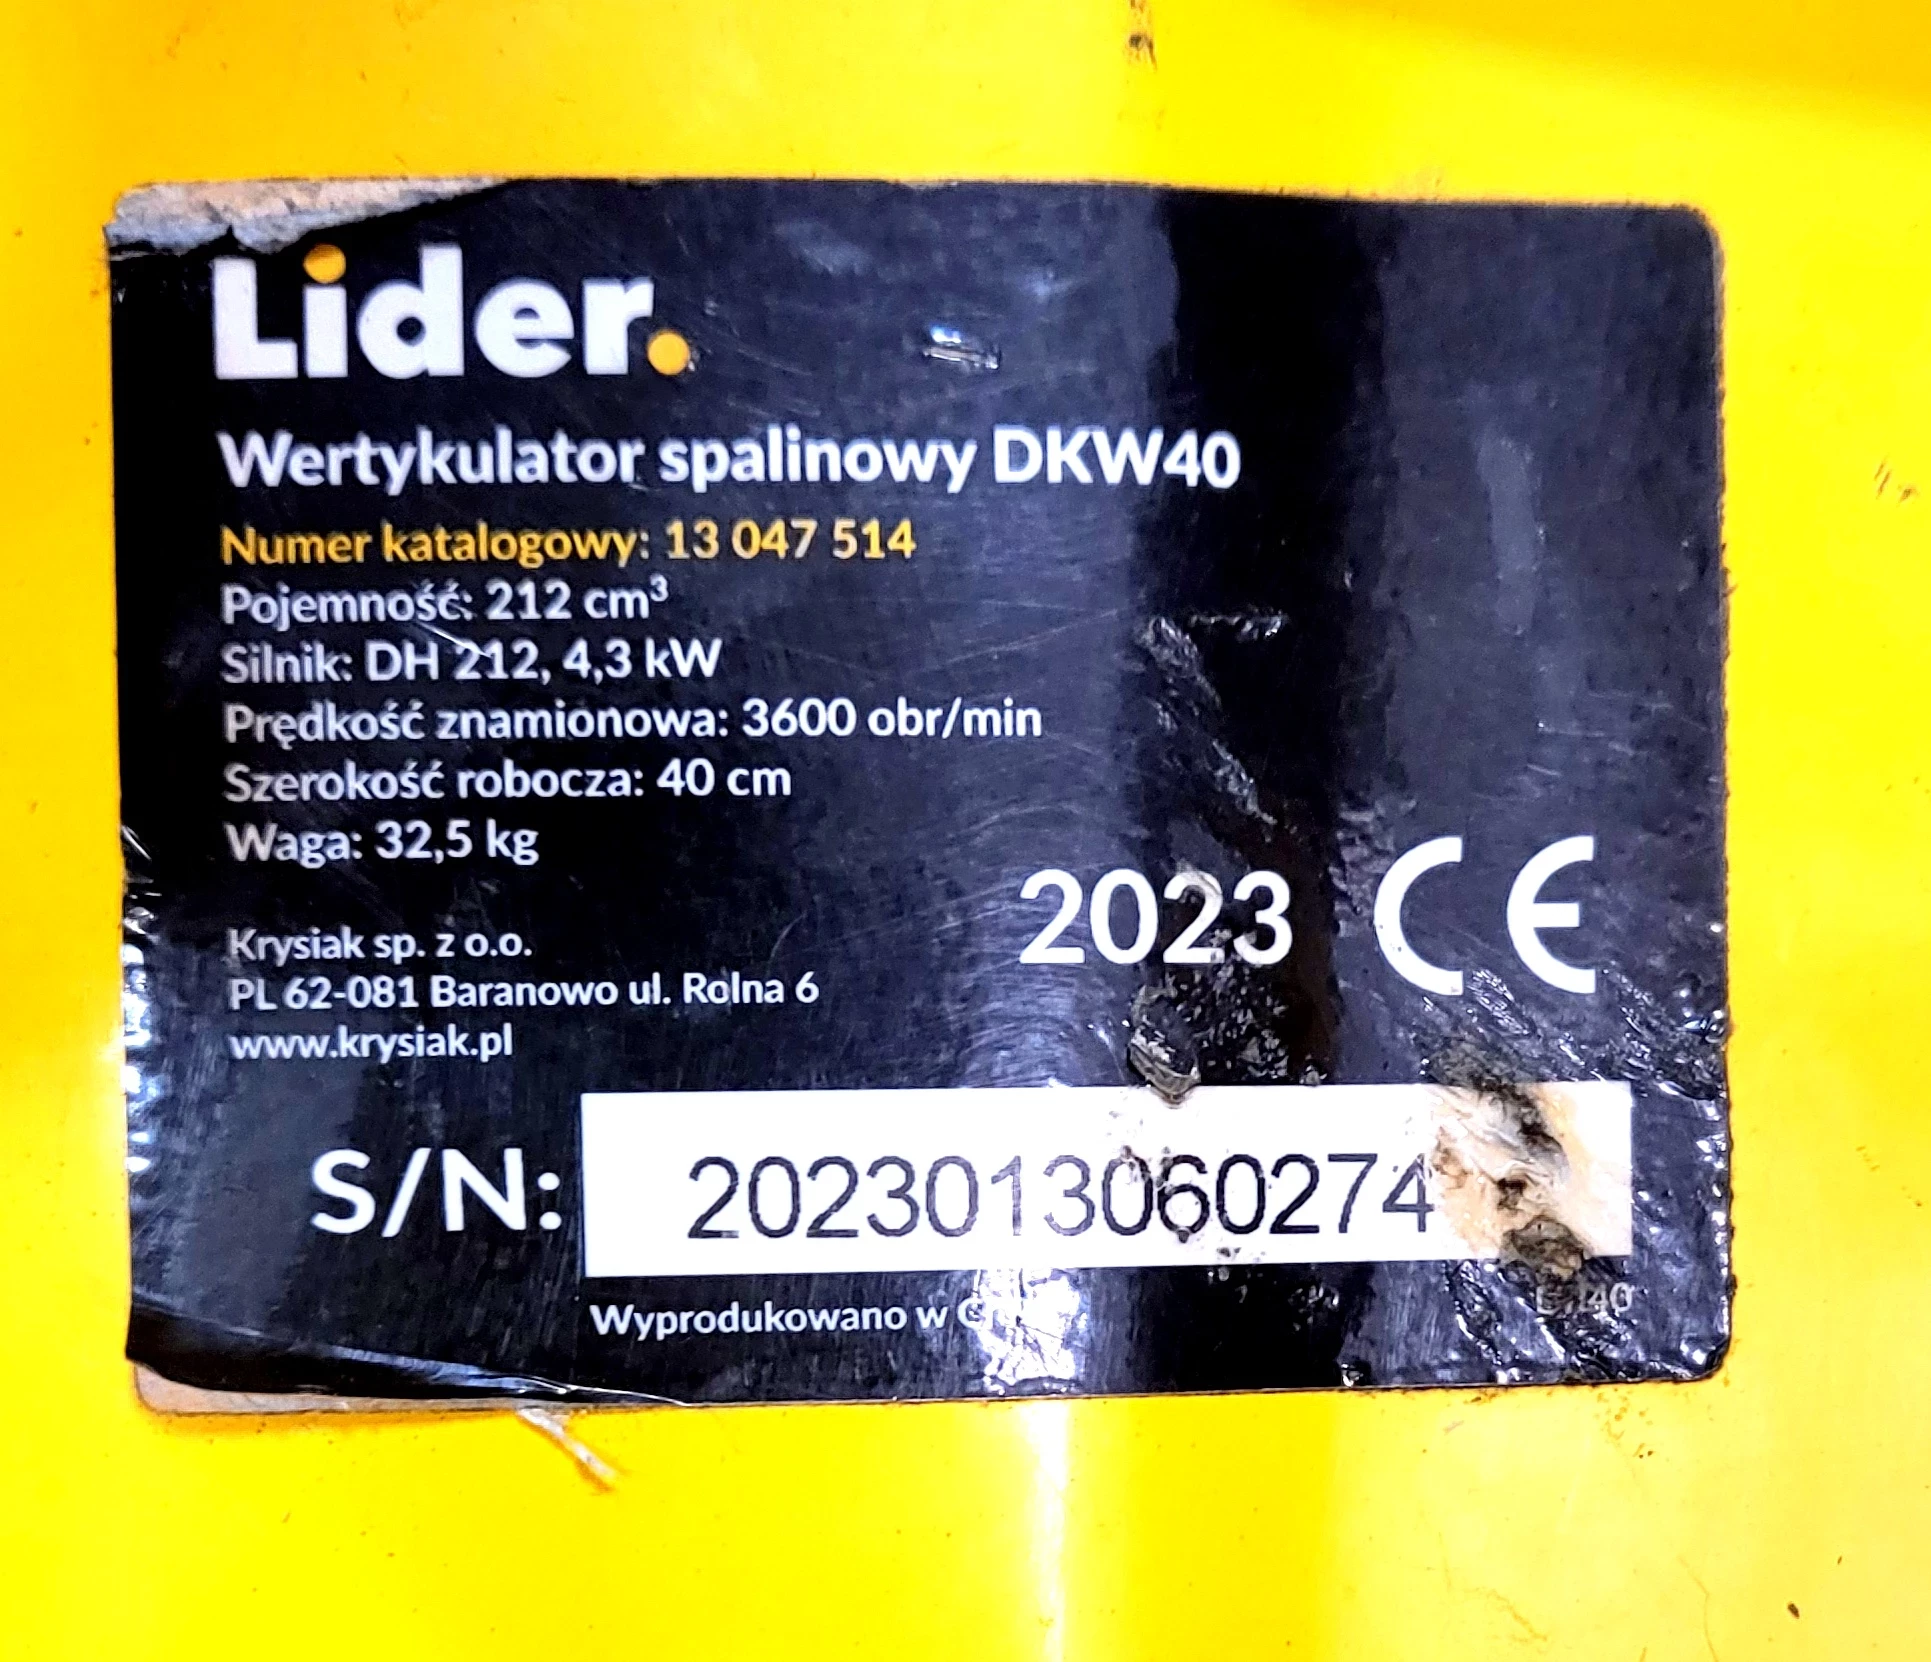 Lider.
Wertykulator spalinowy DKW40
Numer katalogowy: 13 047 514
Pojemność: 212 cm³
Silnik: DH 212, 4,3 kW
Prędkość znamionowa: 3600 obr/min
Szerokość robocza: 40 cm
Waga: 32,5 kg
2023 CE
Krysiak sp. z o.o.
PL 62-081 Baranowo ul. Rolna 6
www.krysiak.pl
S/N: 2023013060274
Wyprodukowano w